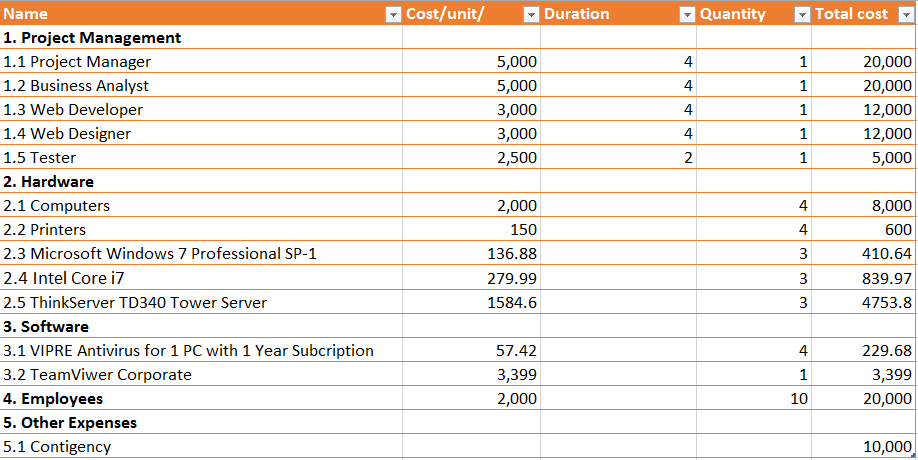 Name Cost/unit/ Duration Quantity Total cost
1. Project Management
1.1 Project Manager 5,000 4 1 20,000
1.2 Business Analyst 5,000 4 1 20,000
1.3 Web Developer 3,000 4 1 12,000
1.4 Web Designer 3,000 4 1 12,000
1.5 Tester 2,500 2 1 5,000
2. Hardware
2.1 Computers 2,000 4 8,000
2.2 Printers 150 4 600
2.3 Microsoft Windows 7 Professional SP-1 136.88 3 410.64
2.4 Intel Core i7 279.99 3 839.97
2.5 ThinkServer TD340 Tower Server 1584.6 3 4753.8
3. Software
3.1 VIPRE Antivirus for 1 PC with 1 Year Subcription 57.42 4 229.68
3.2 TeamViwer Corporate 3,399 1 3,399
4. Employees 2,000 10 20,000
5. Other Expenses
5.1 Contigency 10,000